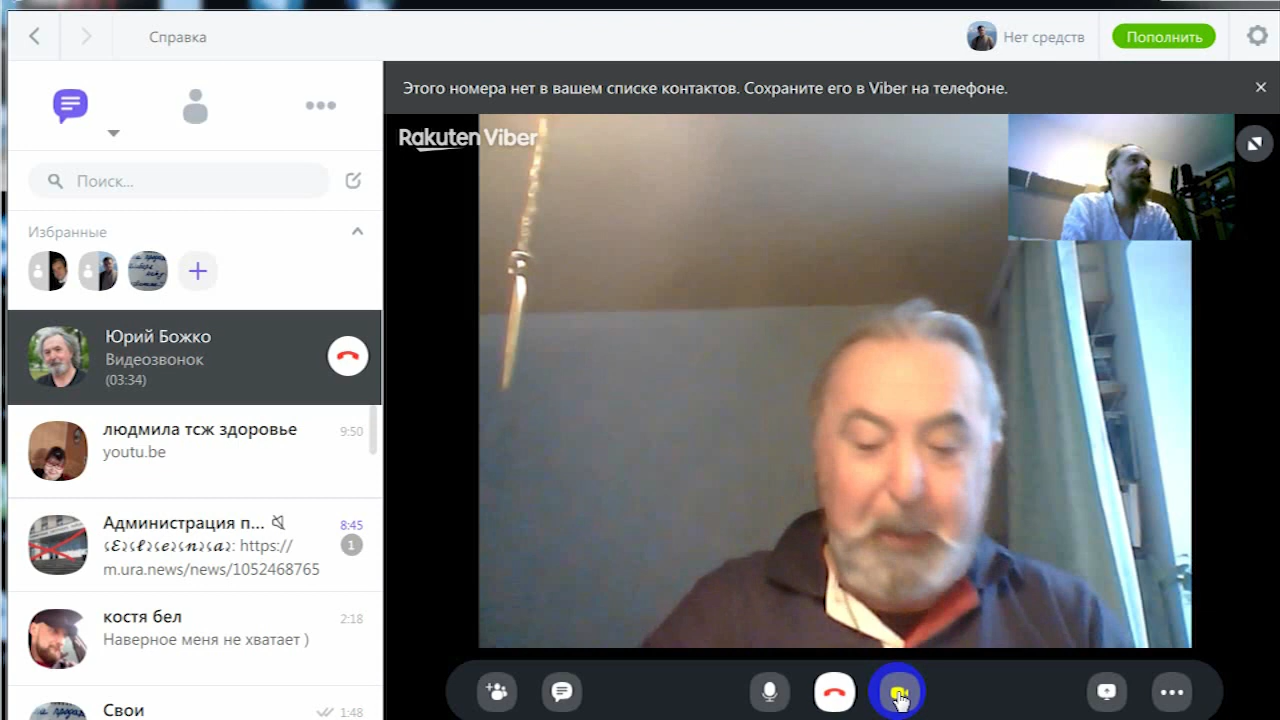 Справка
Нет средств
Пополнить
Этого номера нет в вашем списке контактов. Сохраните его в Viber на телефоне.
Rakuten Viber
Поиск...
Избранные
Юрий Божко
Видеозвонок
(03:34)
людмила тсж здоровье 9:50
youtu.be
Администрация п... 8:45
ꪶ𝓔ꪶ𝓵ꪶ𝓮ꪶ𝓷ꪶ𝓪ꪶ: https://
m.ura.news/news/1052468765
1
костя бел 2:18
Наверное меня не хватает )
Свои 1:48